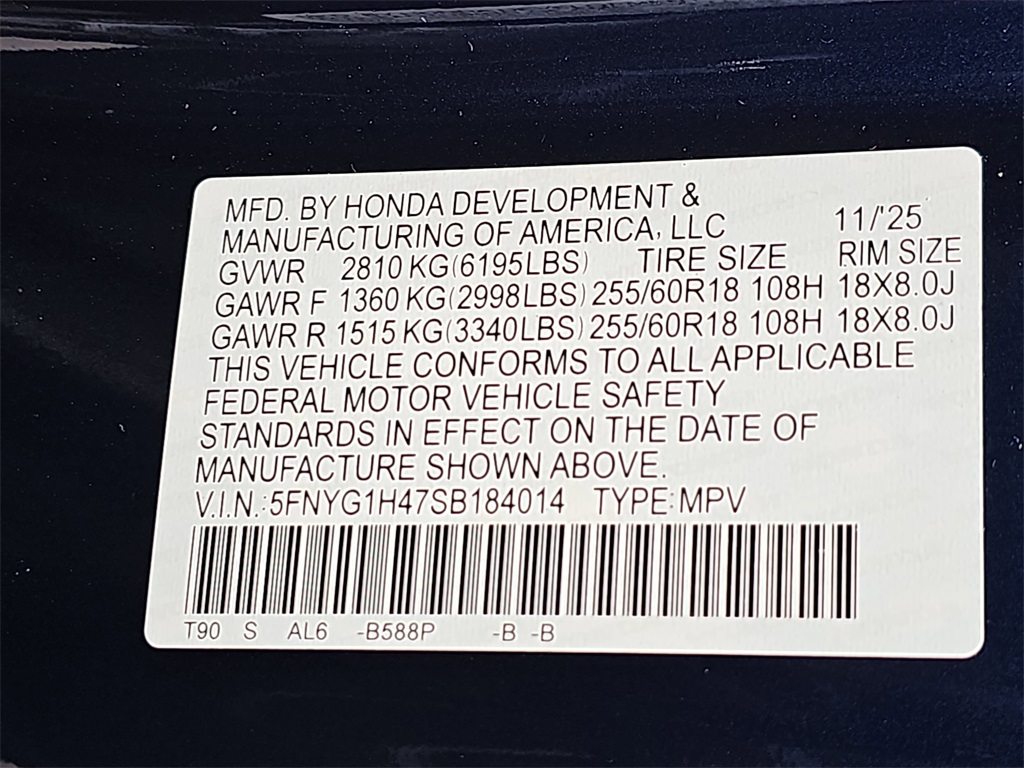 MFD. BY HONDA DEVELOPMENT &
MANUFACTURING OF AMERICA, LLC 11/'25
GVWR 2810 KG(6195LBS) TIRE SIZE RIM SIZE
GAWR F 1360 KG(2998LBS) 255/60R18 108H 18X8.0J
GAWR R 1515 KG(3340LBS) 255/60R18 108H 18X8.0J
THIS VEHICLE CONFORMS TO ALL APPLICABLE
FEDERAL MOTOR VEHICLE SAFETY
STANDARDS IN EFFECT ON THE DATE OF
MANUFACTURE SHOWN ABOVE.
V.I.N.:5FNYG1H47SB184014 TYPE:MPV
T90 S AL6 -B588P -B -B